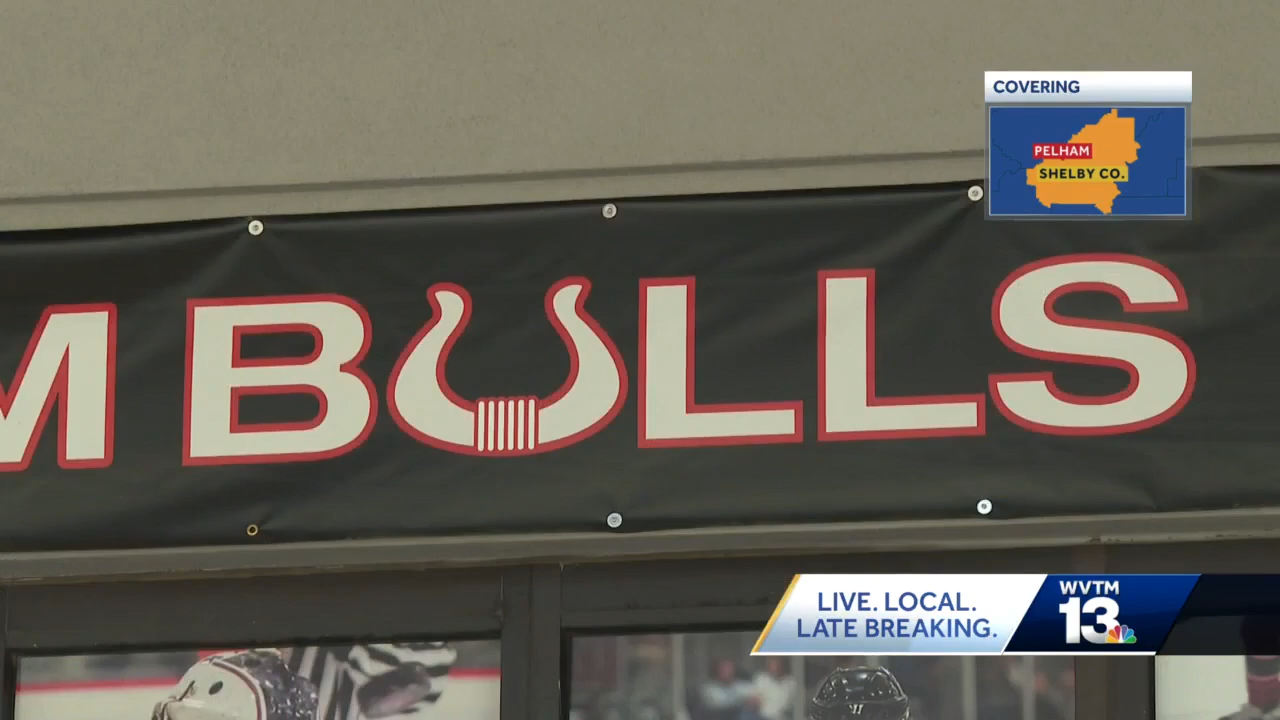 COVERING
PELHAM
SHELBY CO.
M BULLS
LIVE. LOCAL.
LATE BREAKING.
WVTM
13